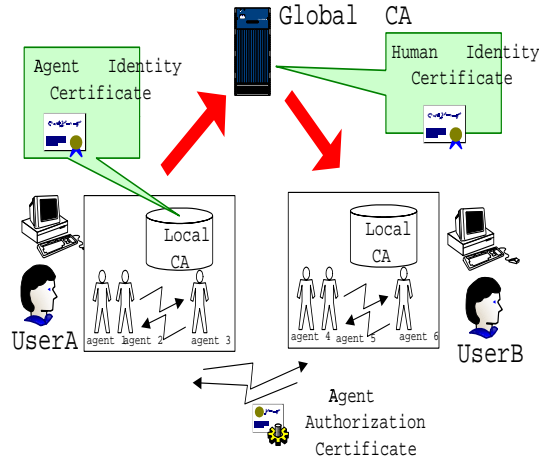 Global CA
Agent Identity
Certificate
Human Identity
Certificate
Local
CA
agent 1
agent 2
agent 3
UserA
Local
CA
agent 4
agent 5
agent 6
UserB
Agent
Authorization
Certificate